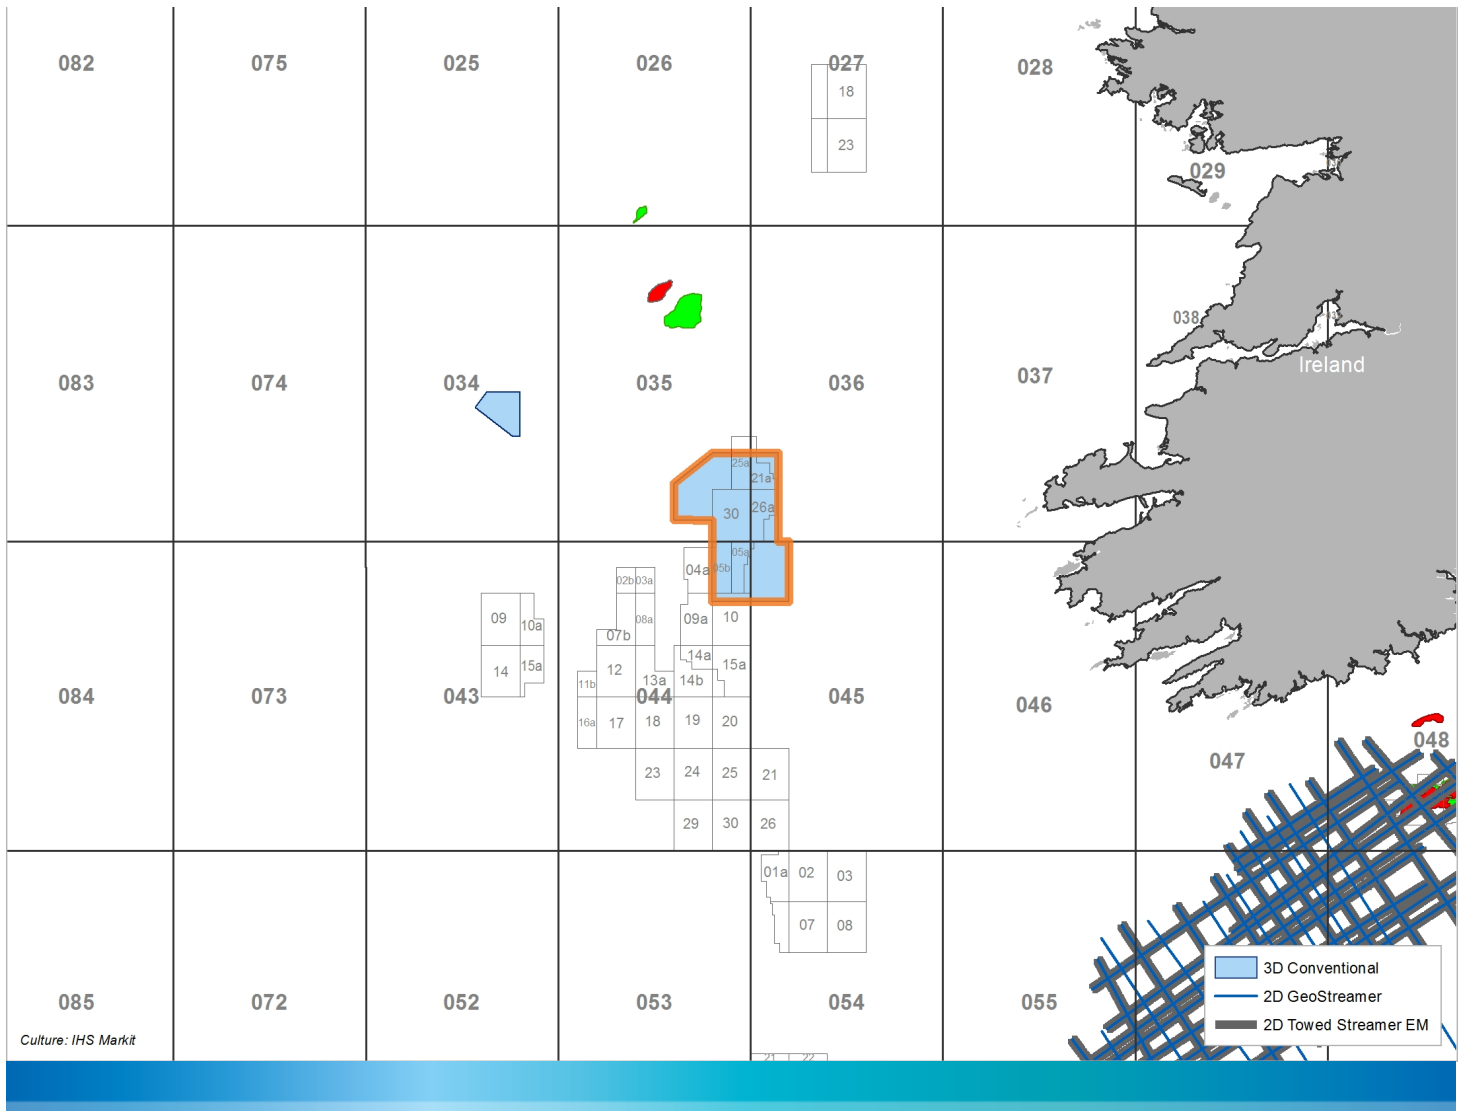 082 075 025 026 027 028
18
23
029
038
Ireland
083 074 034 035 036 037
25a
21a
30 26a
05a
04a 05b
02b 03a
09 10a 08a 09a 10
07b
14 15a 12 14a 15a
11b 13a 14b
084 073 043 044 045 046
16a 17 18 19 20
047 048
23 24 25 21
29 30 26
01a 02 03
07 08
085 072 052 053 054 055
3D Conventional
2D GeoStreamer
2D Towed Streamer EM
Culture: IHS Markit
21 22